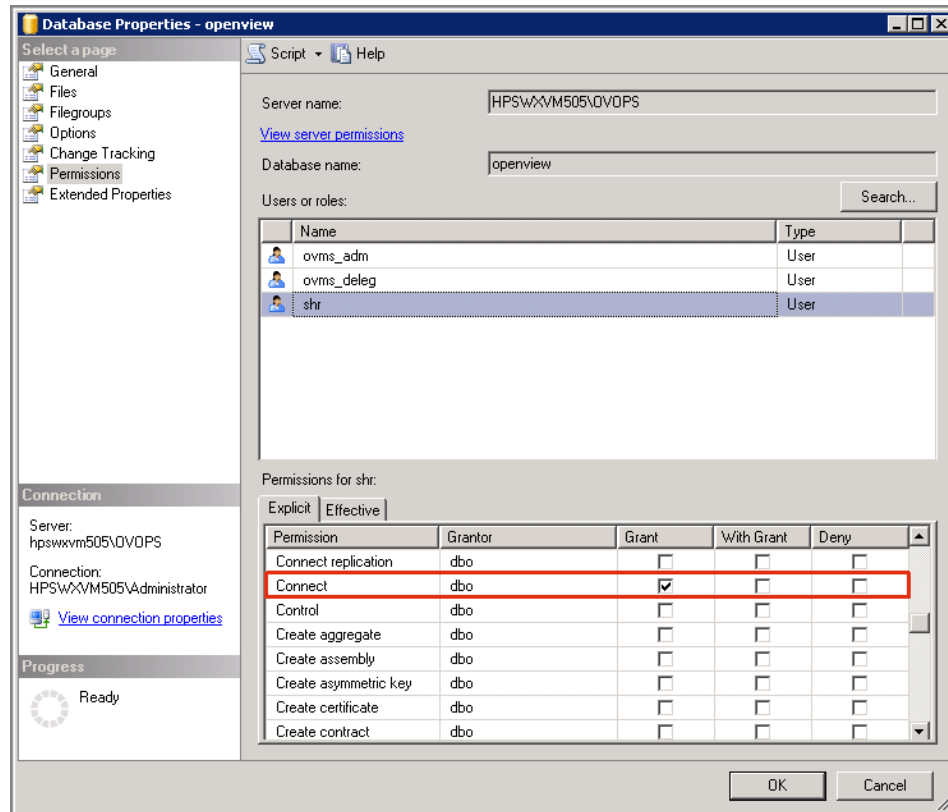 Database Properties - openview
Select a page
General
Files
Filegroups
Options
Change Tracking
Permissions
Extended Properties
Script Help
Server name: HPSWXVM505\OVOPS
View server permissions
Database name: openview
Users or roles: Search...
Name Type
ovms_adm User
ovms_deleg User
shr User
Connection
Server:
hpswxvm505\OVOPS
Connection:
HPSWXVM505\Administrator
View connection properties
Progress
Ready
Permissions for shr:
Explicit Effective
Permission Grantor Grant With Grant Deny
Connect replication dbo
Connect dbo
Control dbo
Create aggregate dbo
Create assembly dbo
Create asymmetric key dbo
Create certificate dbo
Create contract dbo
OK Cancel